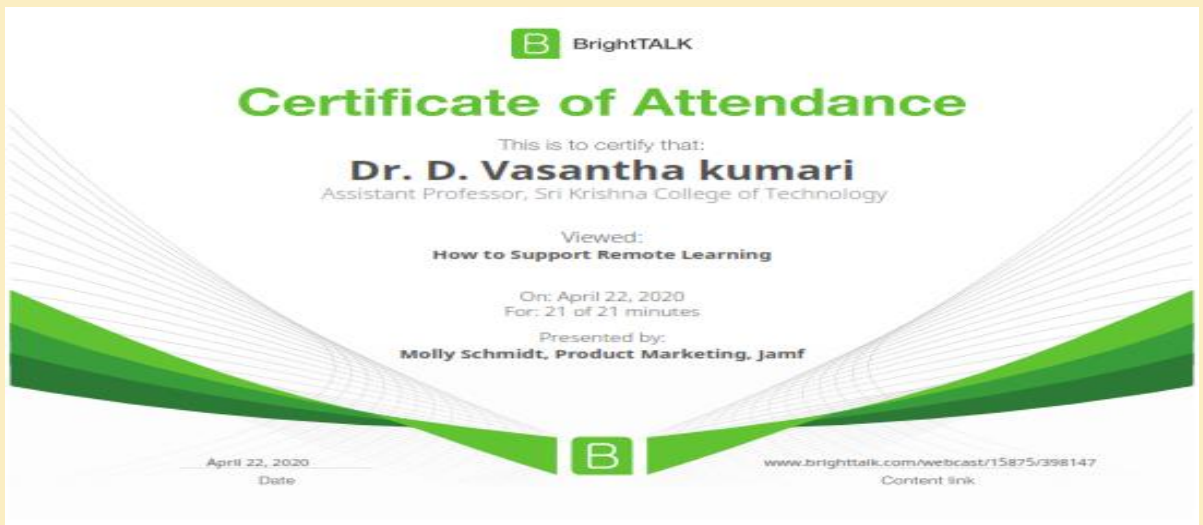 BrightTALK
Certificate of Attendance
This is to certify that:
Dr. D. Vasantha kumari
Assistant Professor, Sri Krishna College of Technology
Viewed:
How to Support Remote Learning
On: April 22, 2020
For: 21 of 21 minutes
Presented by:
Molly Schmidt, Product Marketing, Jamf
B
April 22, 2020
Date
www.brighttalk.com/webcast/15875/398147
Content link